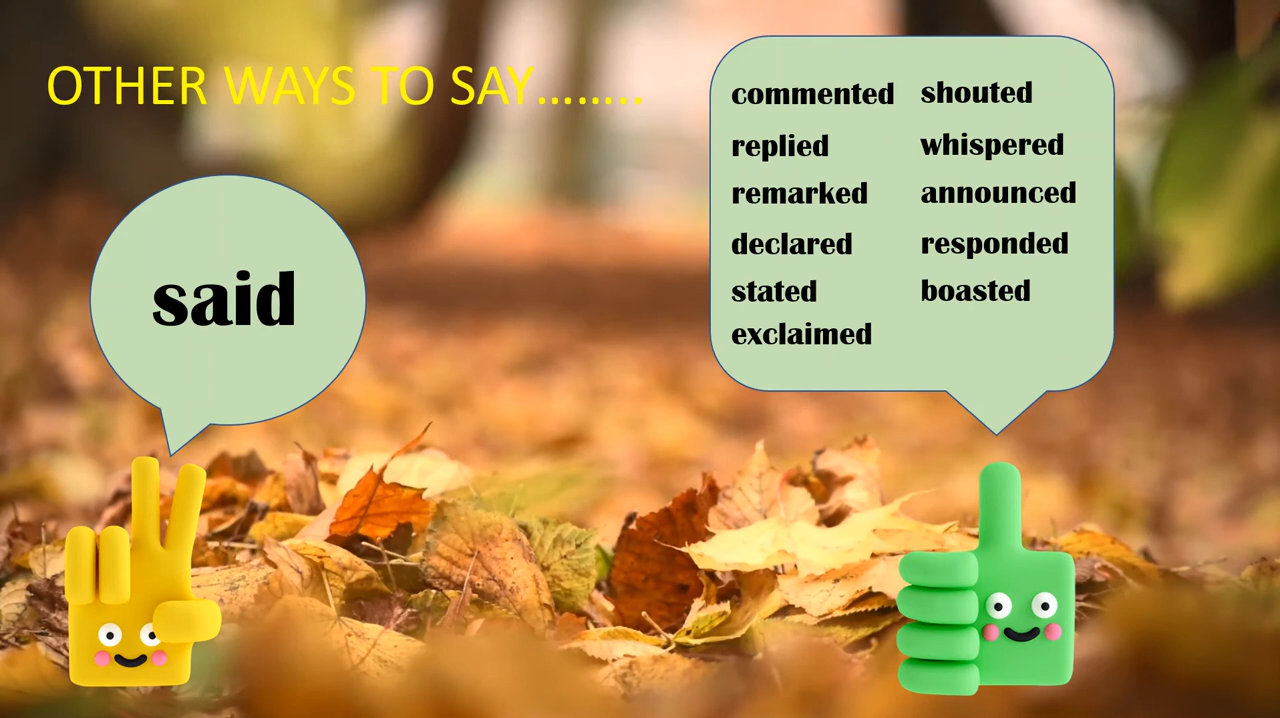 OTHER WAYS TO SAY……..
said
commented shouted
replied whispered
remarked announced
declared responded
stated boasted
exclaimed